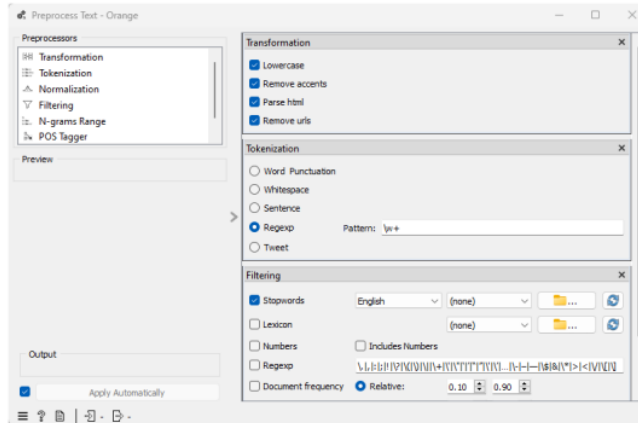 Preprocess Text - Orange
Preprocessors
Transformation
Tokenization
Normalization
Filtering
N-grams Range
POS Tagger
Preview
Output
Apply Automatically
Transformation
Lowercase
Remove accents
Parse html
Remove urls
Tokenization
Word Punctuation
Whitespace
Sentence
Regexp Pattern: \w+
Tweet
Filtering
Stopwords English (none) ...
Lexicon (none) ...
Numbers Includes Numbers
Regexp
Document frequency Relative: 0.10 0.90